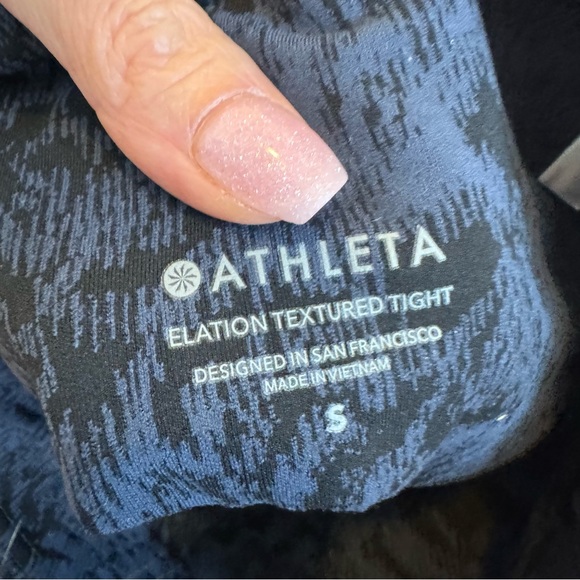 ATHLETA
ELATION TEXTURED TIGHT
DESIGNED IN SAN FRANCISCO
MADE IN VIETNAM
S